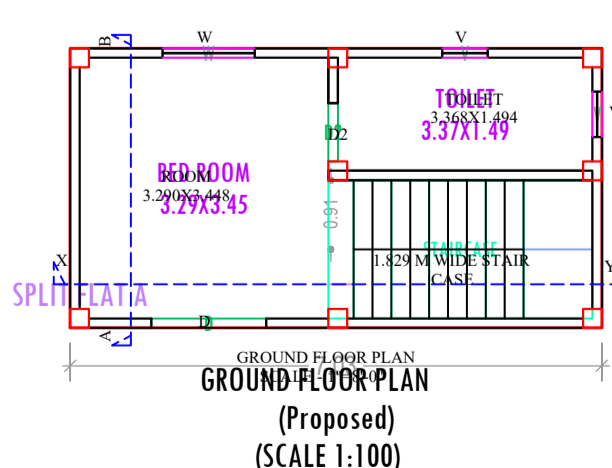 B
W
V
TOILET
TOILET
3.368X1.494
3.37X1.49
D2
BED ROOM
ROOM
3.290X3.448
3.29X3.45
0.91
STAIRCASE
1.829 M WIDE STAIR
CASE
X
Y
SPLIT FLAT A
D
A
GROUND FLOOR PLAN
GROUND FLOOR PLAN
(Proposed)
(SCALE 1:100)